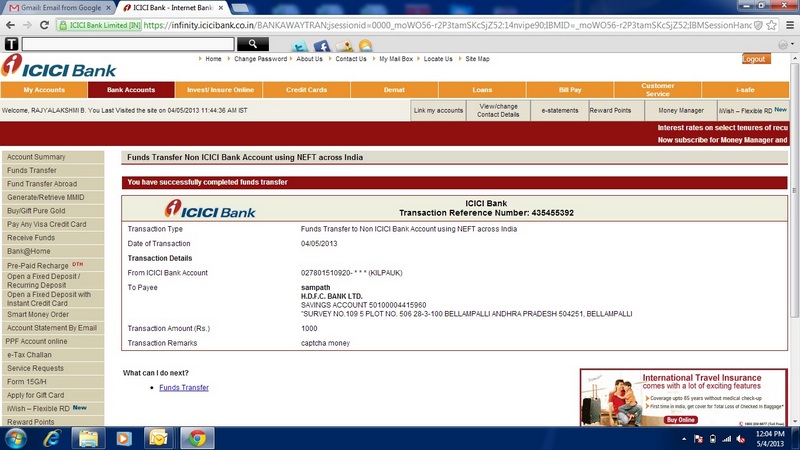 Gmail: Email from Google
ICICI Bank - Internet Bank
ICICI Bank Limited [IN]
https://infinity.icicibank.co.in/BANKAWAYTRAN;jsessionid=0000_moWO56-r2P3tamSKcSjZ52:14nvipe90;IBMID=_moWO56-r2P3tamSKcSjZ52;IBMSessionHand
T
ICICI Bank
Home Change Password About Us Contact Us My Mail Box Locate Us Site Map
Logout
My Accounts Bank Accounts Invest/ Insure Online Credit Cards Demat Loans Bill Pay Customer Service i-safe
Welcome, RAJYALAKSHMI B. You Last Visited the site on 04/05/2013 11:44:36 AM IST
Link my accounts View/change Contact Details e-statements Reward Points Money Manager iWish – Flexible RD New
Interest rates on select tenures of recu
Now subscribe for Money Manager and
Account Summary
Funds Transfer
Fund Transfer Abroad
Generate/Retrieve MMID
Buy/Gift Pure Gold
Pay Any Visa Credit Card
Receive Funds
Bank@Home
Pre-Paid Recharge DTH
Open a Fixed Deposit /
Recurring Deposit
Open a Fixed Deposit with
Instant Credit Card
Smart Money Order
Account Statement By Email
PPF Account online
e-Tax Challan
Service Requests
Form 15G/H
Apply for Gift Card
iWish – Flexible RD New
Reward Points
Funds Transfer Non ICICI Bank Account using NEFT across India
You have successfully completed funds transfer
ICICI Bank
ICICI Bank
Transaction Reference Number: 435455392
Transaction Type Funds Transfer to Non ICICI Bank Account using NEFT across India
Date of Transaction 04/05/2013
Transaction Details
From ICICI Bank Account 027801510920- * * * (KILPAUK)
To Payee sampath
H.D.F.C. BANK LTD.
SAVINGS ACCOUNT 50100004415960
"SURVEY NO.109 5 PLOT NO. 506 28-3-100 BELLAMPALLI ANDHRA PRADESH 504251, BELLAMPALLI
Transaction Amount (Rs.) 1000
Transaction Remarks captcha money
What can I do next?
Funds Transfer
International Travel Insurance
comes with a lot of exciting features
Coverage upto 85 years without medical check-up
First time in India, get cover for Total Loss of Checked in Baggage*
Buy Online
12:04 PM
5/4/2013